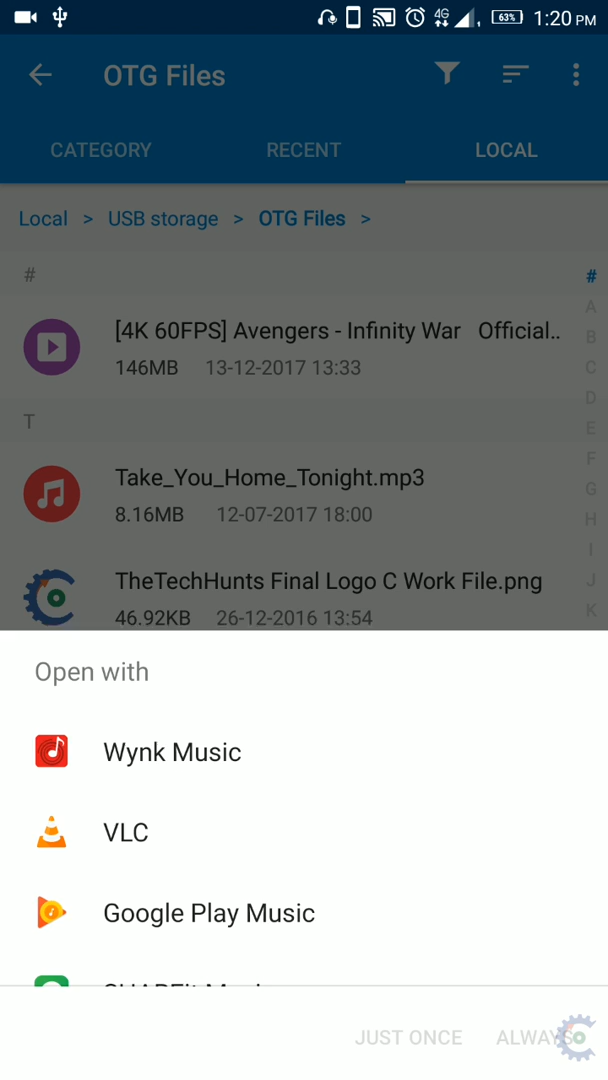 4G 63% 1:20 PM
OTG Files
CATEGORY RECENT LOCAL
Local > USB storage > OTG Files >
#
#
A
[4K 60FPS] Avengers - Infinity War Official..
B
146MB 13-12-2017 13:33
C
D
T
E
F
Take_You_Home_Tonight.mp3
G
8.16MB 12-07-2017 18:00
H
I
TheTechHunts Final Logo C Work File.png
J
46.92KB 26-12-2016 13:54
K
Open with
Wynk Music
VLC
Google Play Music
JUST ONCE ALWAYS